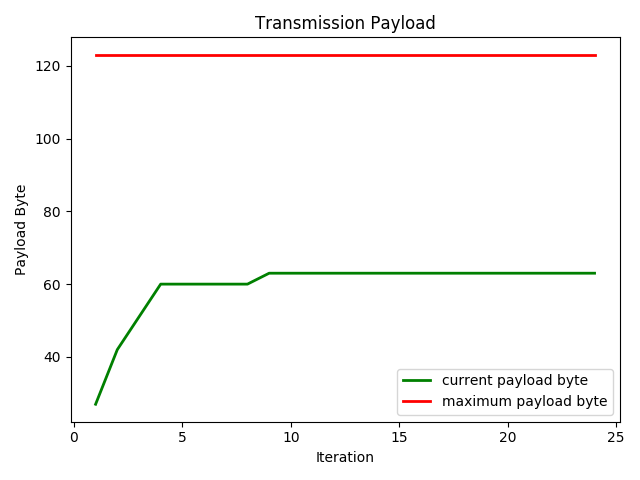 Transmission Payload
120
100
80
60
40
Payload Byte
0
5
10
15
20
25
Iteration
current payload byte
maximum payload byte